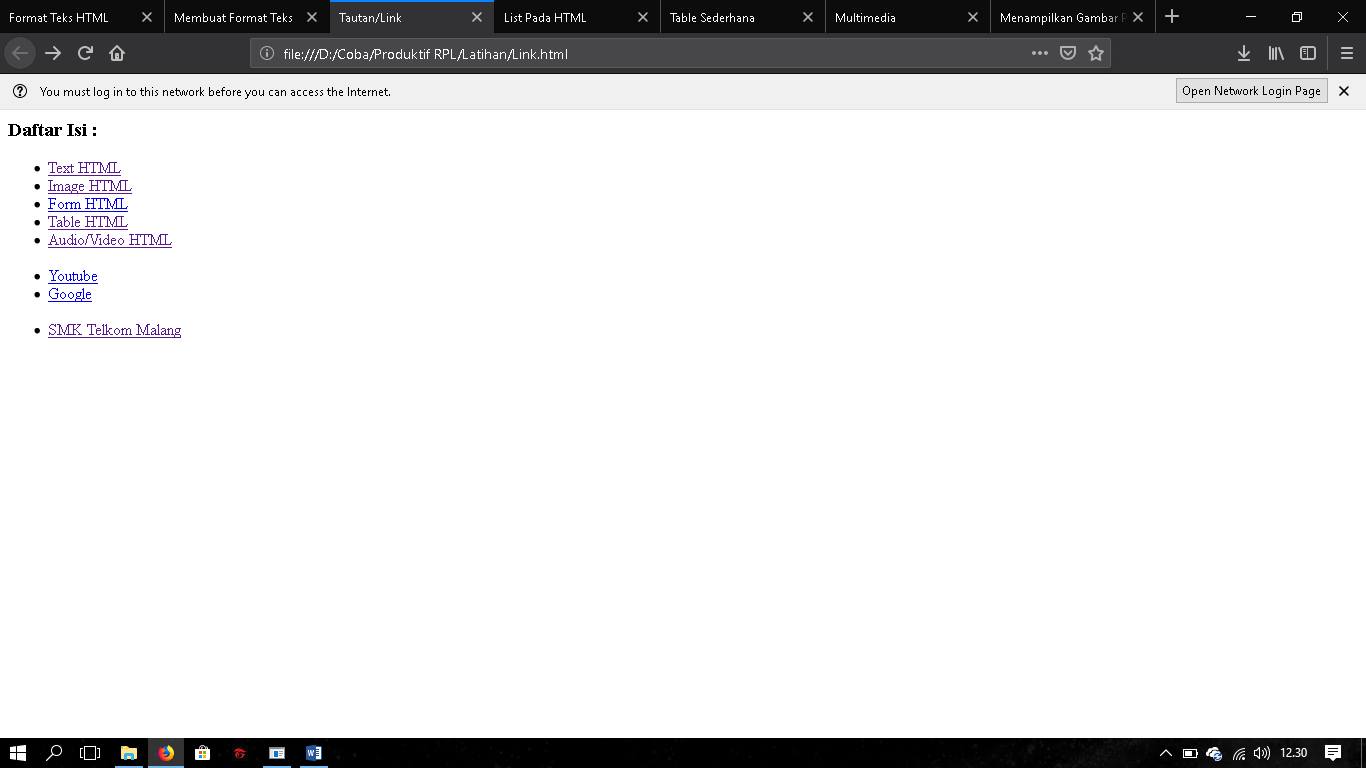 Format Teks HTML
Membuat Format Teks
Tautan/Link
List Pada HTML
Table Sederhana
Multimedia
Menampilkan Gambar
file:///D:/Coba/Produktif RPL/Latihan/Link.html
You must log in to this network before you can access the Internet.
Open Network Login Page
Daftar Isi :
Text HTML
Image HTML
Form HTML
Table HTML
Audio/Video HTML
Youtube
Google
SMK Telkom Malang
12.30